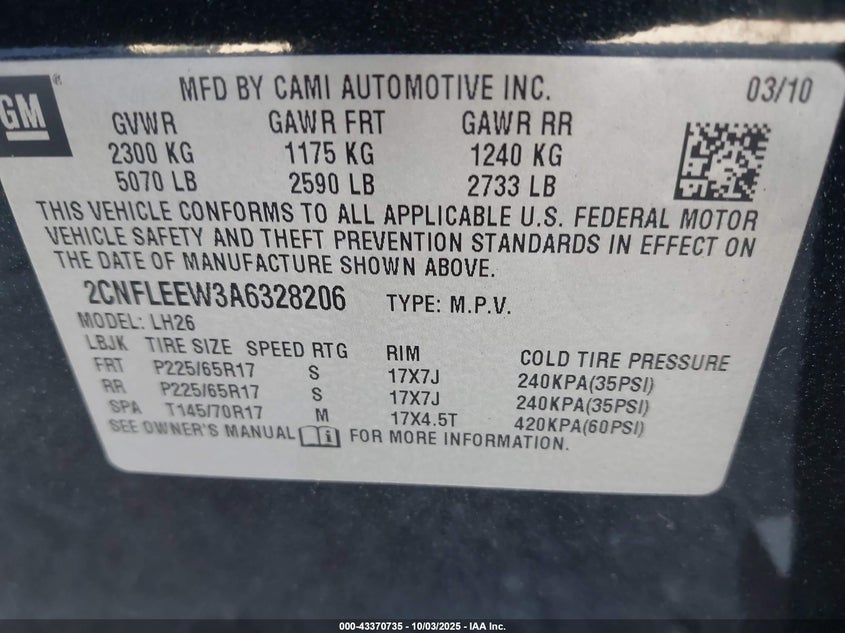 GM®
MFD BY CAMI AUTOMOTIVE INC. 03/10
GVWR GAWR FRT GAWR RR
2300 KG 1175 KG 1240 KG
5070 LB 2590 LB 2733 LB
THIS VEHICLE CONFORMS TO ALL APPLICABLE U.S. FEDERAL MOTOR
VEHICLE SAFETY AND THEFT PREVENTION STANDARDS IN EFFECT ON
THE DATE OF MANUFACTURE SHOWN ABOVE.
2CNFLEEW3A6328206 TYPE: M.P.V.
MODEL: LH26
LBJK TIRE SIZE SPEED RTG RIM COLD TIRE PRESSURE
FRT P225/65R17 S 17X7J 240KPA(35PSI)
RR P225/65R17 S 17X7J 240KPA(35PSI)
SPA T145/70R17 M 17X4.5T 420KPA(60PSI)
SEE OWNER'S MANUAL FOR MORE INFORMATION.
000-43370735 - 10/03/2025 - IAA Inc.